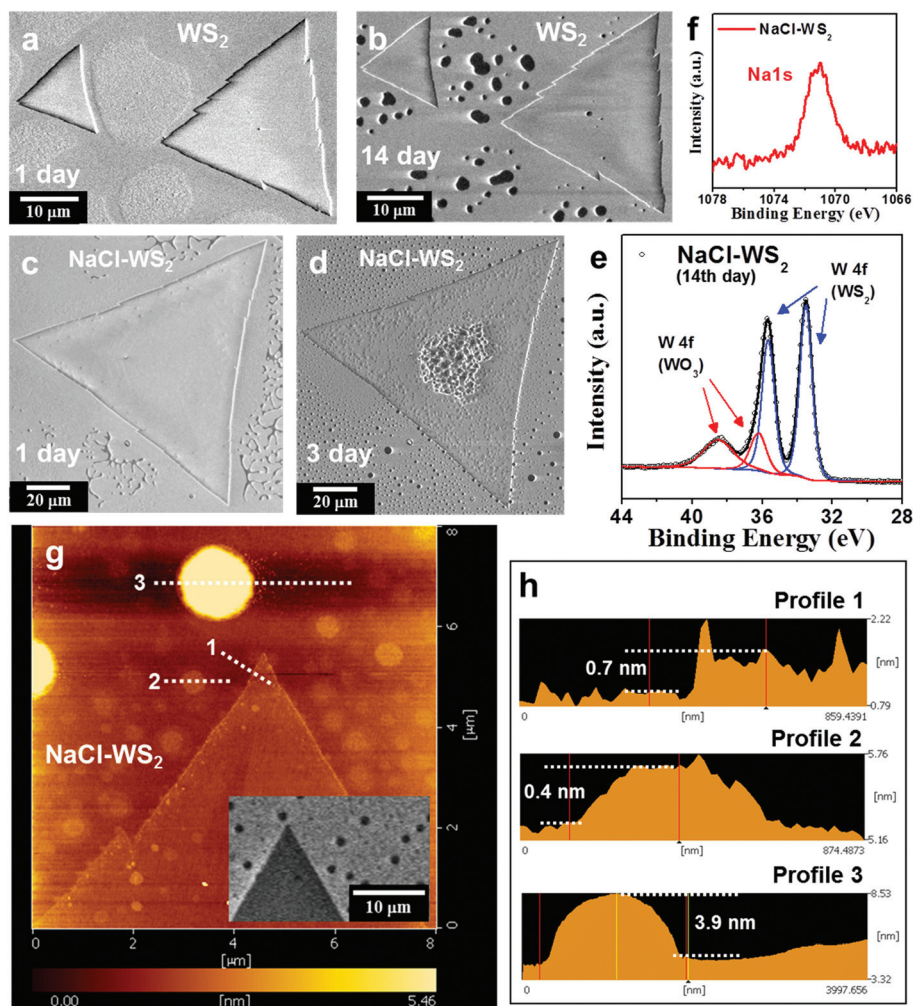 a
WS2
1 day
10 μm
b
WS2
14 day
10 μm
f
NaCl-WS2
Na1s
Intensity (a.u.)
1078 1074 1070 1066
Binding Energy (eV)
c
NaCl-WS2
1 day
20 μm
d
NaCl-WS2
3 day
20 μm
e
NaCl-WS2
(14th day)
W 4f
(WS2)
W 4f
(WO3)
Intensity (a.u.)
44 40 36 32 28
Binding Energy (eV)
g
3
1
2
NaCl-WS2
10 μm
8
6
4
2
0
[μm]
0 2 4 6 8
[μm]
0.00 [nm] 5.46
h
Profile 1
2.22
0.7 nm
[nm]
0.79
0 [nm] 859.4391
Profile 2
5.76
0.4 nm
[nm]
5.16
0 [nm] 874.4873
Profile 3
8.53
3.9 nm
[nm]
3.32
0 [nm] 3997.656